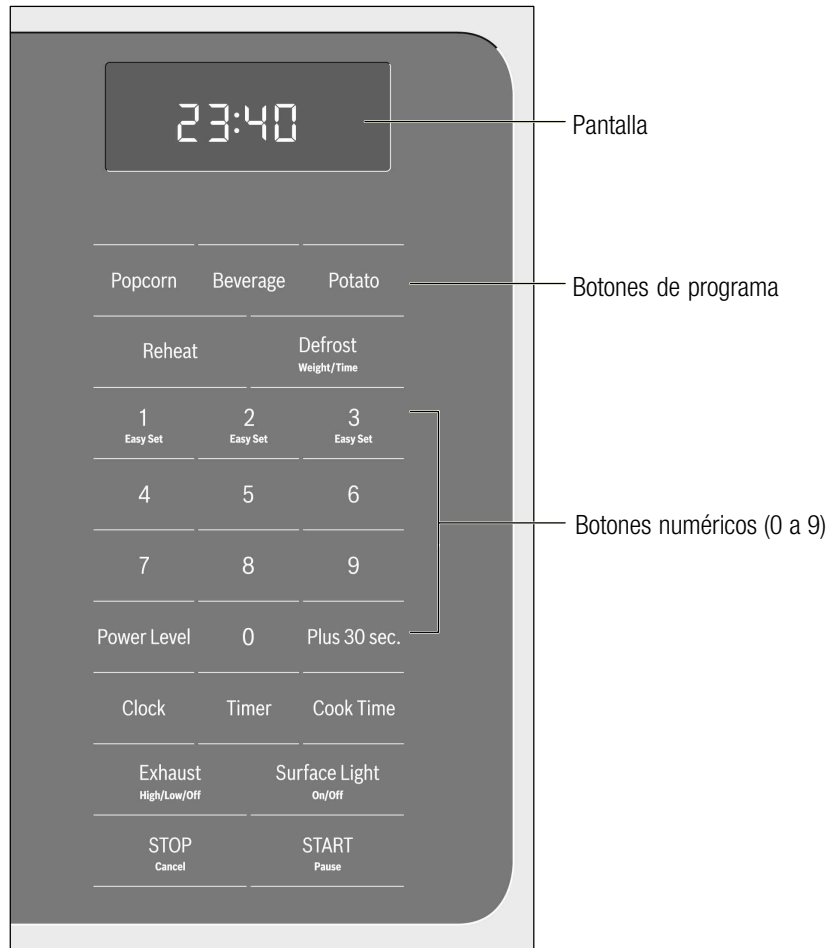 23:40
Pantalla
Popcorn Beverage Potato
Botones de programa
Reheat Defrost
Weight/Time
1 2 3
Easy Set Easy Set Easy Set
4 5 6
Botones numéricos (0 a 9)
7 8 9
Power Level 0 Plus 30 sec.
Clock Timer Cook Time
Exhaust Surface Light
High/Low/Off On/Off
STOP START
Cancel Pause